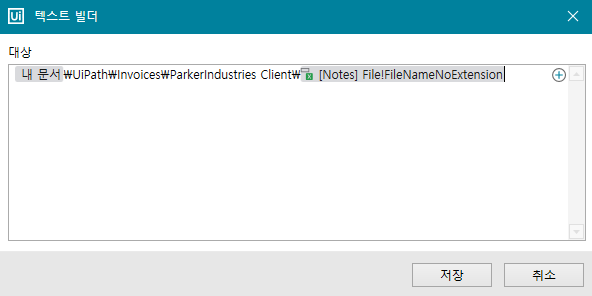 Ui 텍스트 빌더
대상
내 문서￦UiPath￦Invoices￦ParkerIndustries Client￦ [Notes] File!FileNameNoExtension
저장 취소